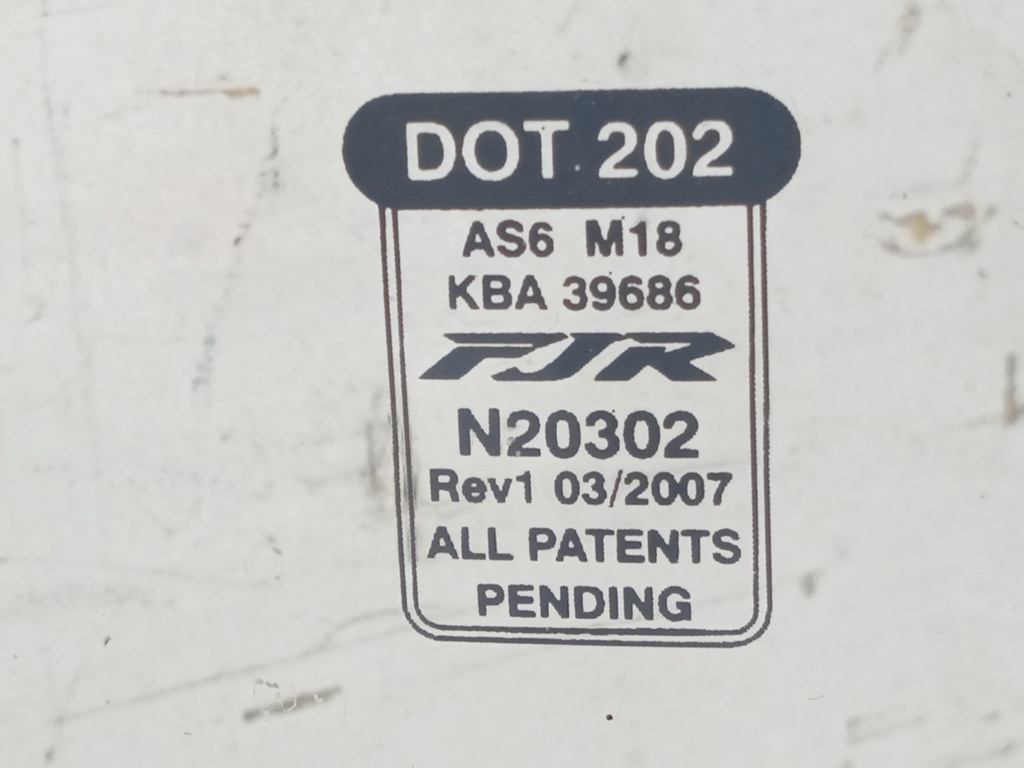 DOT 202
AS6 M18
KBA 39686
PJR
N20302
Rev1 03/2007
ALL PATENTS
PENDING